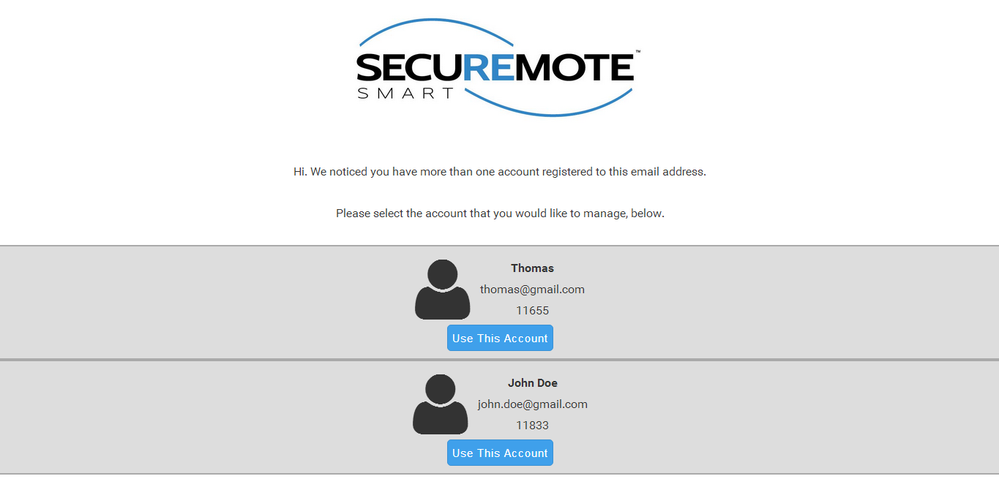 SECUREMOTE™
SMART
Hi. We noticed you have more than one account registered to this email address.
Please select the account that you would like to manage, below.
Thomas
thomas@gmail.com
11655
Use This Account
John Doe
john.doe@gmail.com
11833
Use This Account